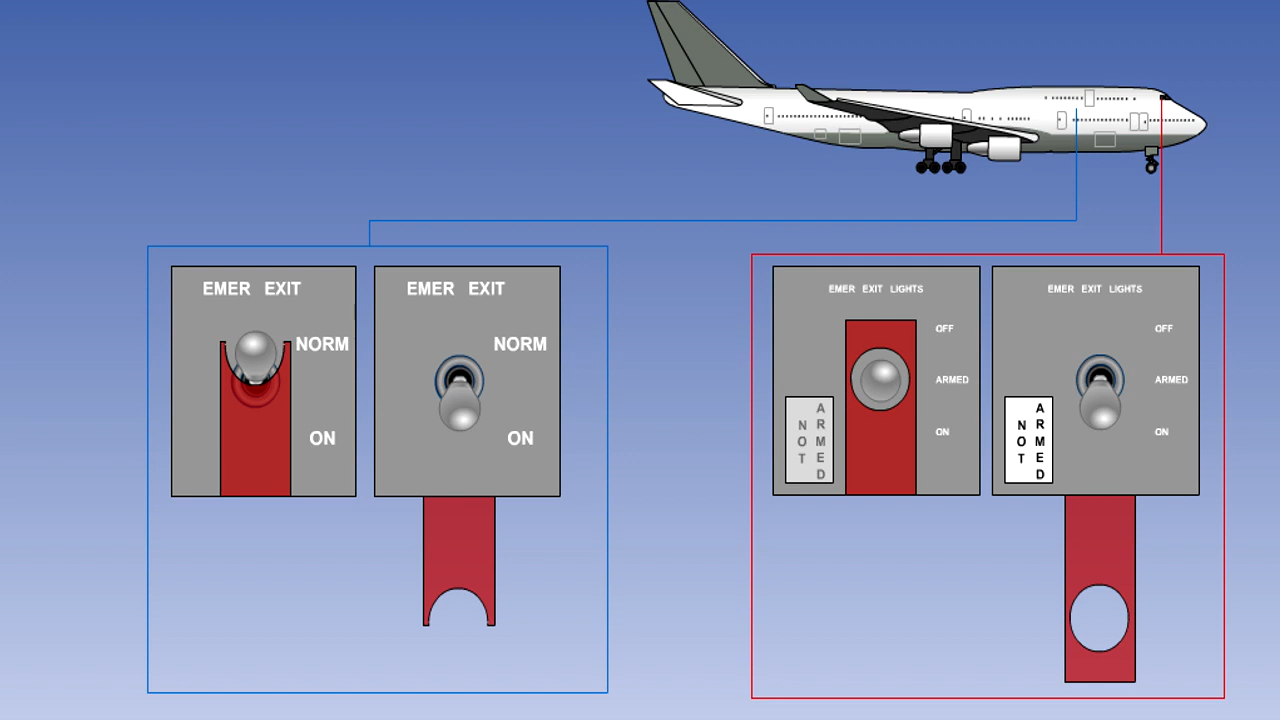 EMER EXIT
NORM
ON
EMER EXIT
NORM
ON
EMER EXIT LIGHTS
OFF
ARMED
ON
NOT
ARMED
EMER EXIT LIGHTS
OFF
ARMED
ON
NOT
ARMED